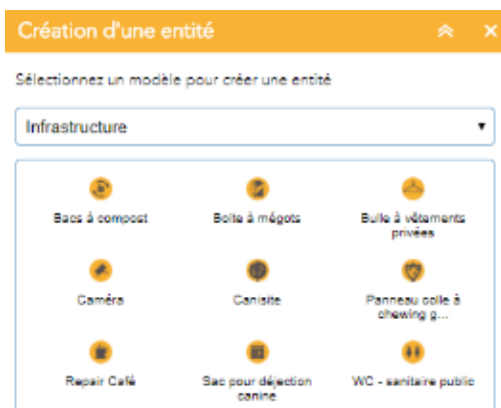 Création d'une entité
Sélectionnez un modèle pour créer une entité
Infrastructure
Bacs à compost
Boite à mégots
Bulle à vêtements
privées
Caméra
Canisite
Panneau colle à
chewing g...
Repair Café
Sac pour déjection
canine
WC - sanitaire public